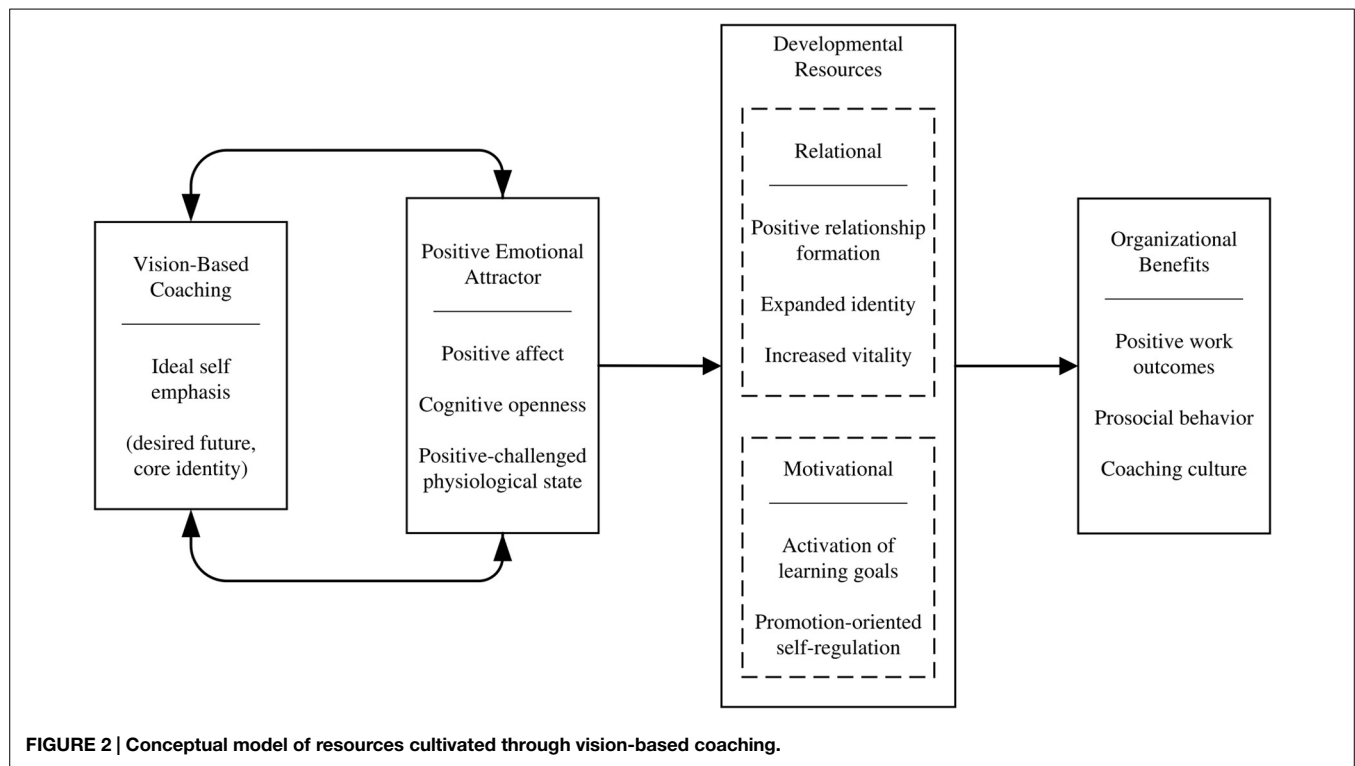 Vision-Based
Coaching
Ideal self
emphasis
(desired future,
core identity)
Positive Emotional
Attractor
Positive affect
Cognitive openness
Positive-challenged
physiological state
Developmental
Resources
Relational
Positive relationship
formation
Expanded identity
Increased vitality
Motivational
Activation of
learning goals
Promotion-oriented
self-regulation
Organizational
Benefits
Positive work
outcomes
Prosocial behavior
Coaching culture
FIGURE 2 | Conceptual model of resources cultivated through vision-based coaching.